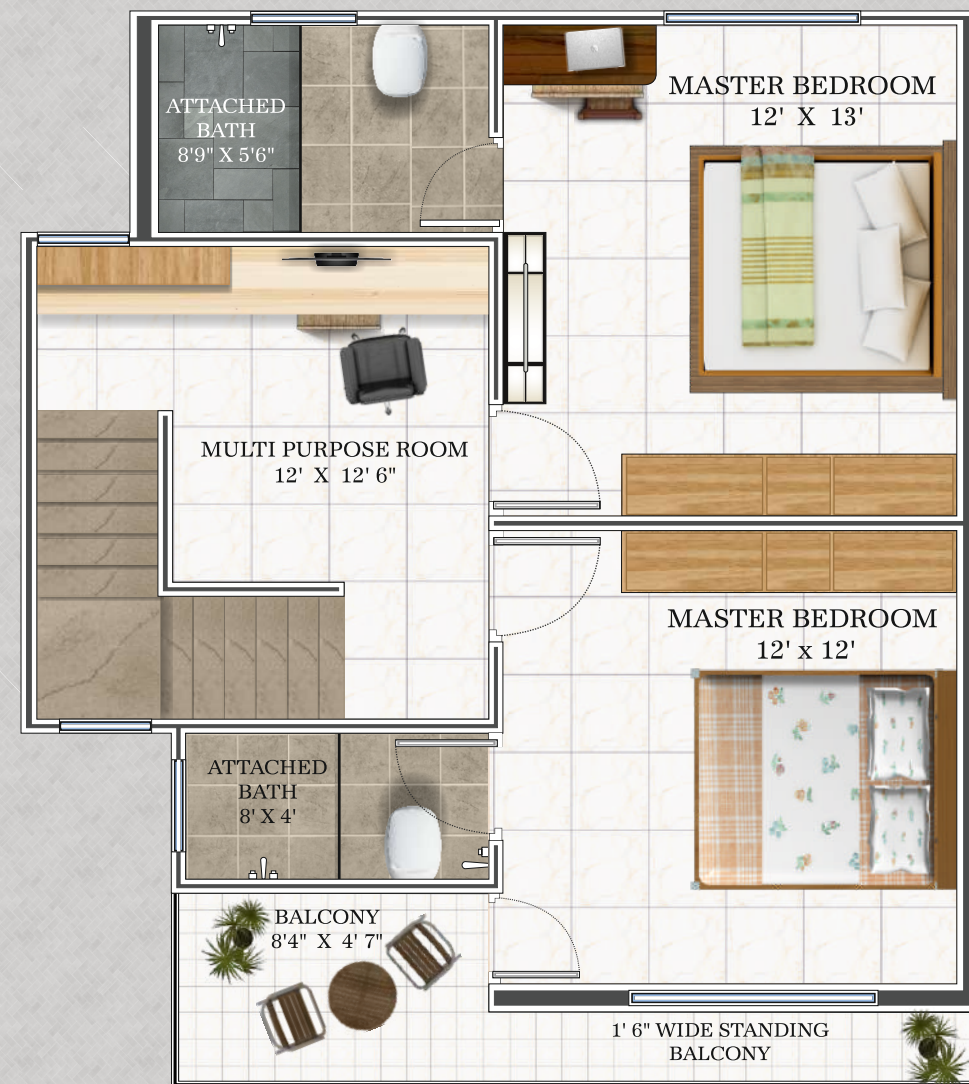 MASTER BEDROOM
12' X 13'
ATTACHED
BATH
8'9" X 5'6"
MULTI PURPOSE ROOM
12' X 12' 6"
MASTER BEDROOM
12' x 12'
ATTACHED
BATH
8' X 4'
BALCONY
8'4" X 4' 7"
1' 6" WIDE STANDING
BALCONY